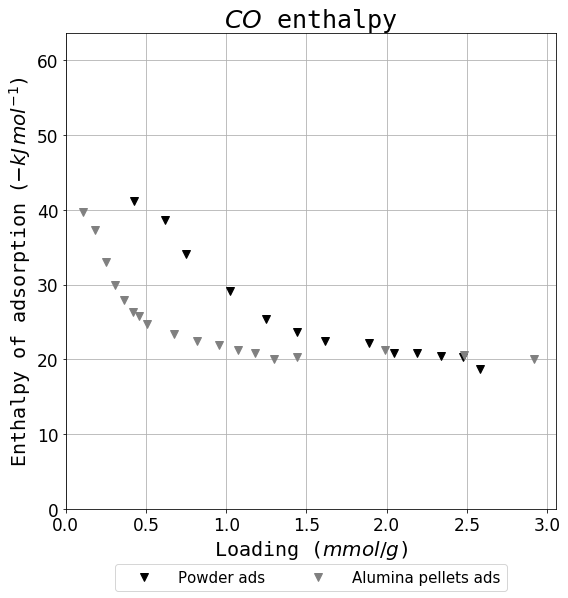 CO enthalpy
Enthalpy of adsorption (−kJ mol⁻¹)
60
50
40
30
20
10
0
0.0 0.5 1.0 1.5 2.0 2.5 3.0
Loading (mmol/g)
Powder ads Alumina pellets ads